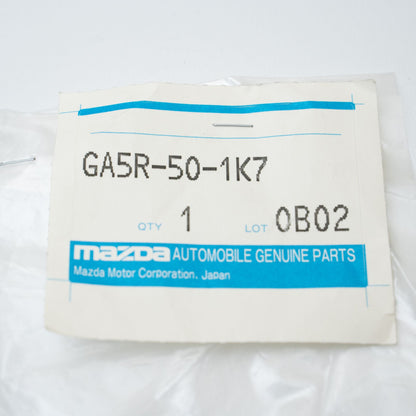 GA5R-50-1K7
QTY 1 LOT 0B02
mazda AUTOMOBILE GENUINE PARTS
Mazda Motor Corporation, Japan